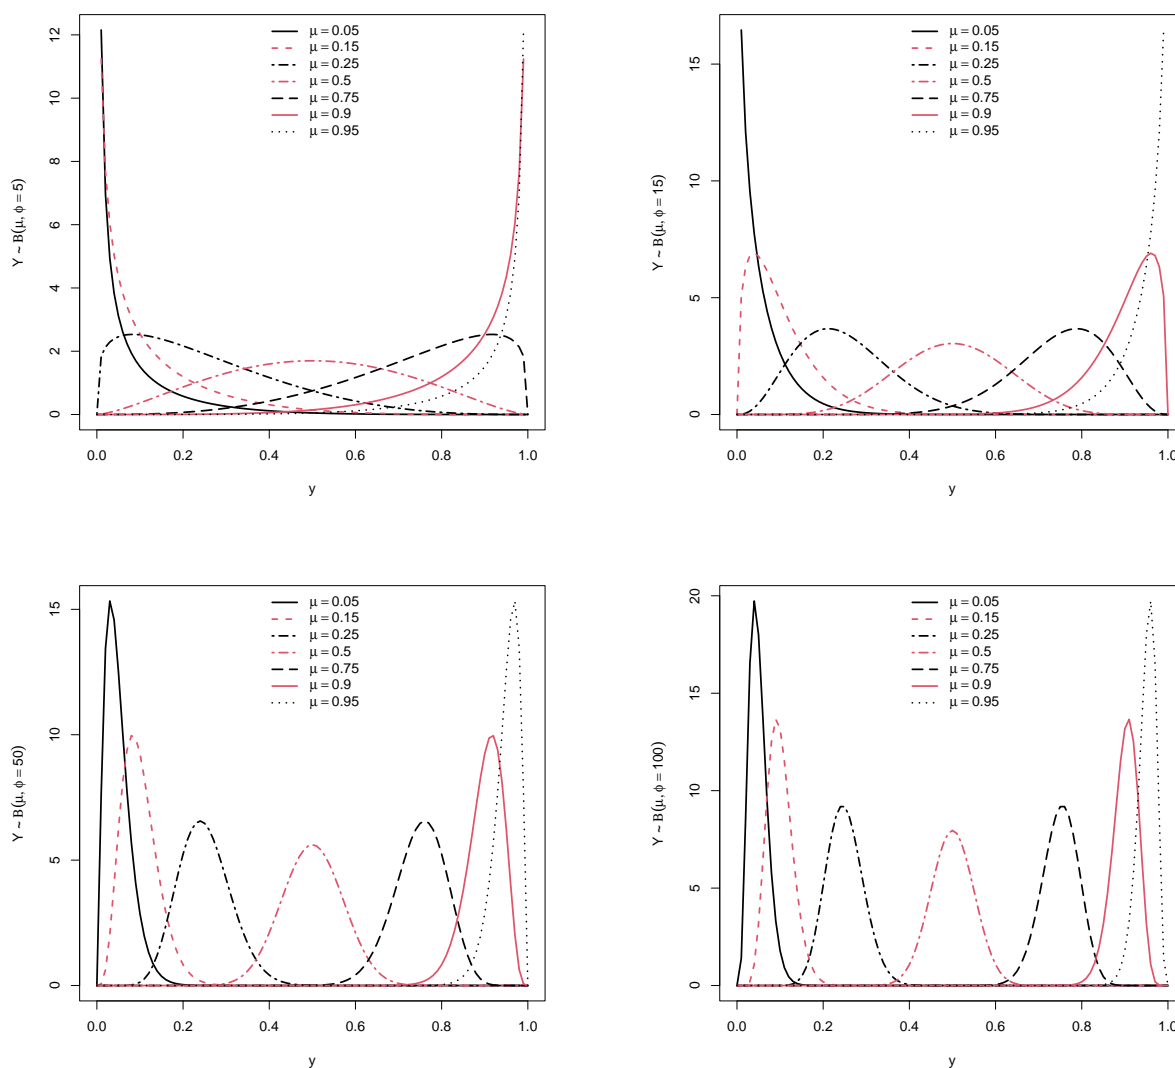 μ = 0.05
μ = 0.15
μ = 0.25
μ = 0.5
μ = 0.75
μ = 0.9
μ = 0.95
Y ~ B(μ, ϕ = 5)
12
10
8
6
4
2
0
0.0 0.2 0.4 0.6 0.8 1.0
y
μ = 0.05
μ = 0.15
μ = 0.25
μ = 0.5
μ = 0.75
μ = 0.9
μ = 0.95
Y ~ B(μ, ϕ = 15)
15
10
5
0
0.0 0.2 0.4 0.6 0.8 1.0
y
μ = 0.05
μ = 0.15
μ = 0.25
μ = 0.5
μ = 0.75
μ = 0.9
μ = 0.95
Y ~ B(μ, ϕ = 50)
15
10
5
0
0.0 0.2 0.4 0.6 0.8 1.0
y
μ = 0.05
μ = 0.15
μ = 0.25
μ = 0.5
μ = 0.75
μ = 0.9
μ = 0.95
Y ~ B(μ, ϕ = 100)
20
15
10
5
0
0.0 0.2 0.4 0.6 0.8 1.0
y